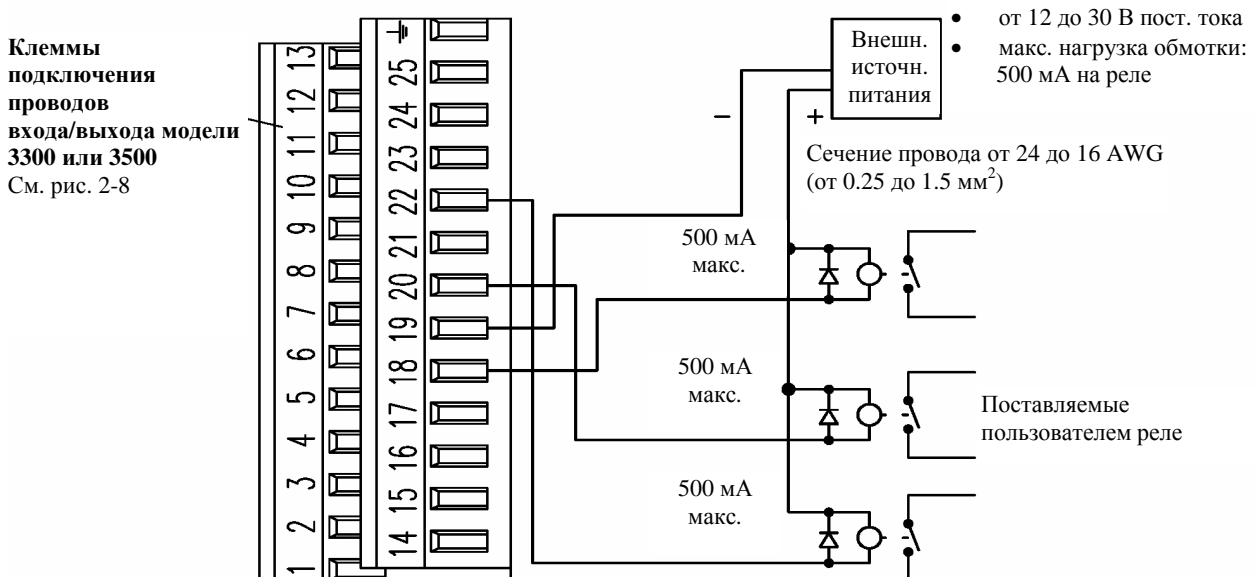 Клеммы
подключения
проводов
входа/выхода модели
3300 или 3500
См. рис. 2-8
13
12
11
10
9
8
7
6
5
4
3
2
1
25
24
23
22
21
20
19
18
17
16
15
14
Внешн.
источн.
питания
−
+
• от 12 до 30 В пост. тока
• макс. нагрузка обмотки:
500 мА на реле
Сечение провода от 24 до 16 AWG
(от 0.25 до 1.5 мм²)
500 мА
макс.
500 мА
макс.
Поставляемые
пользователем реле
500 мА
макс.